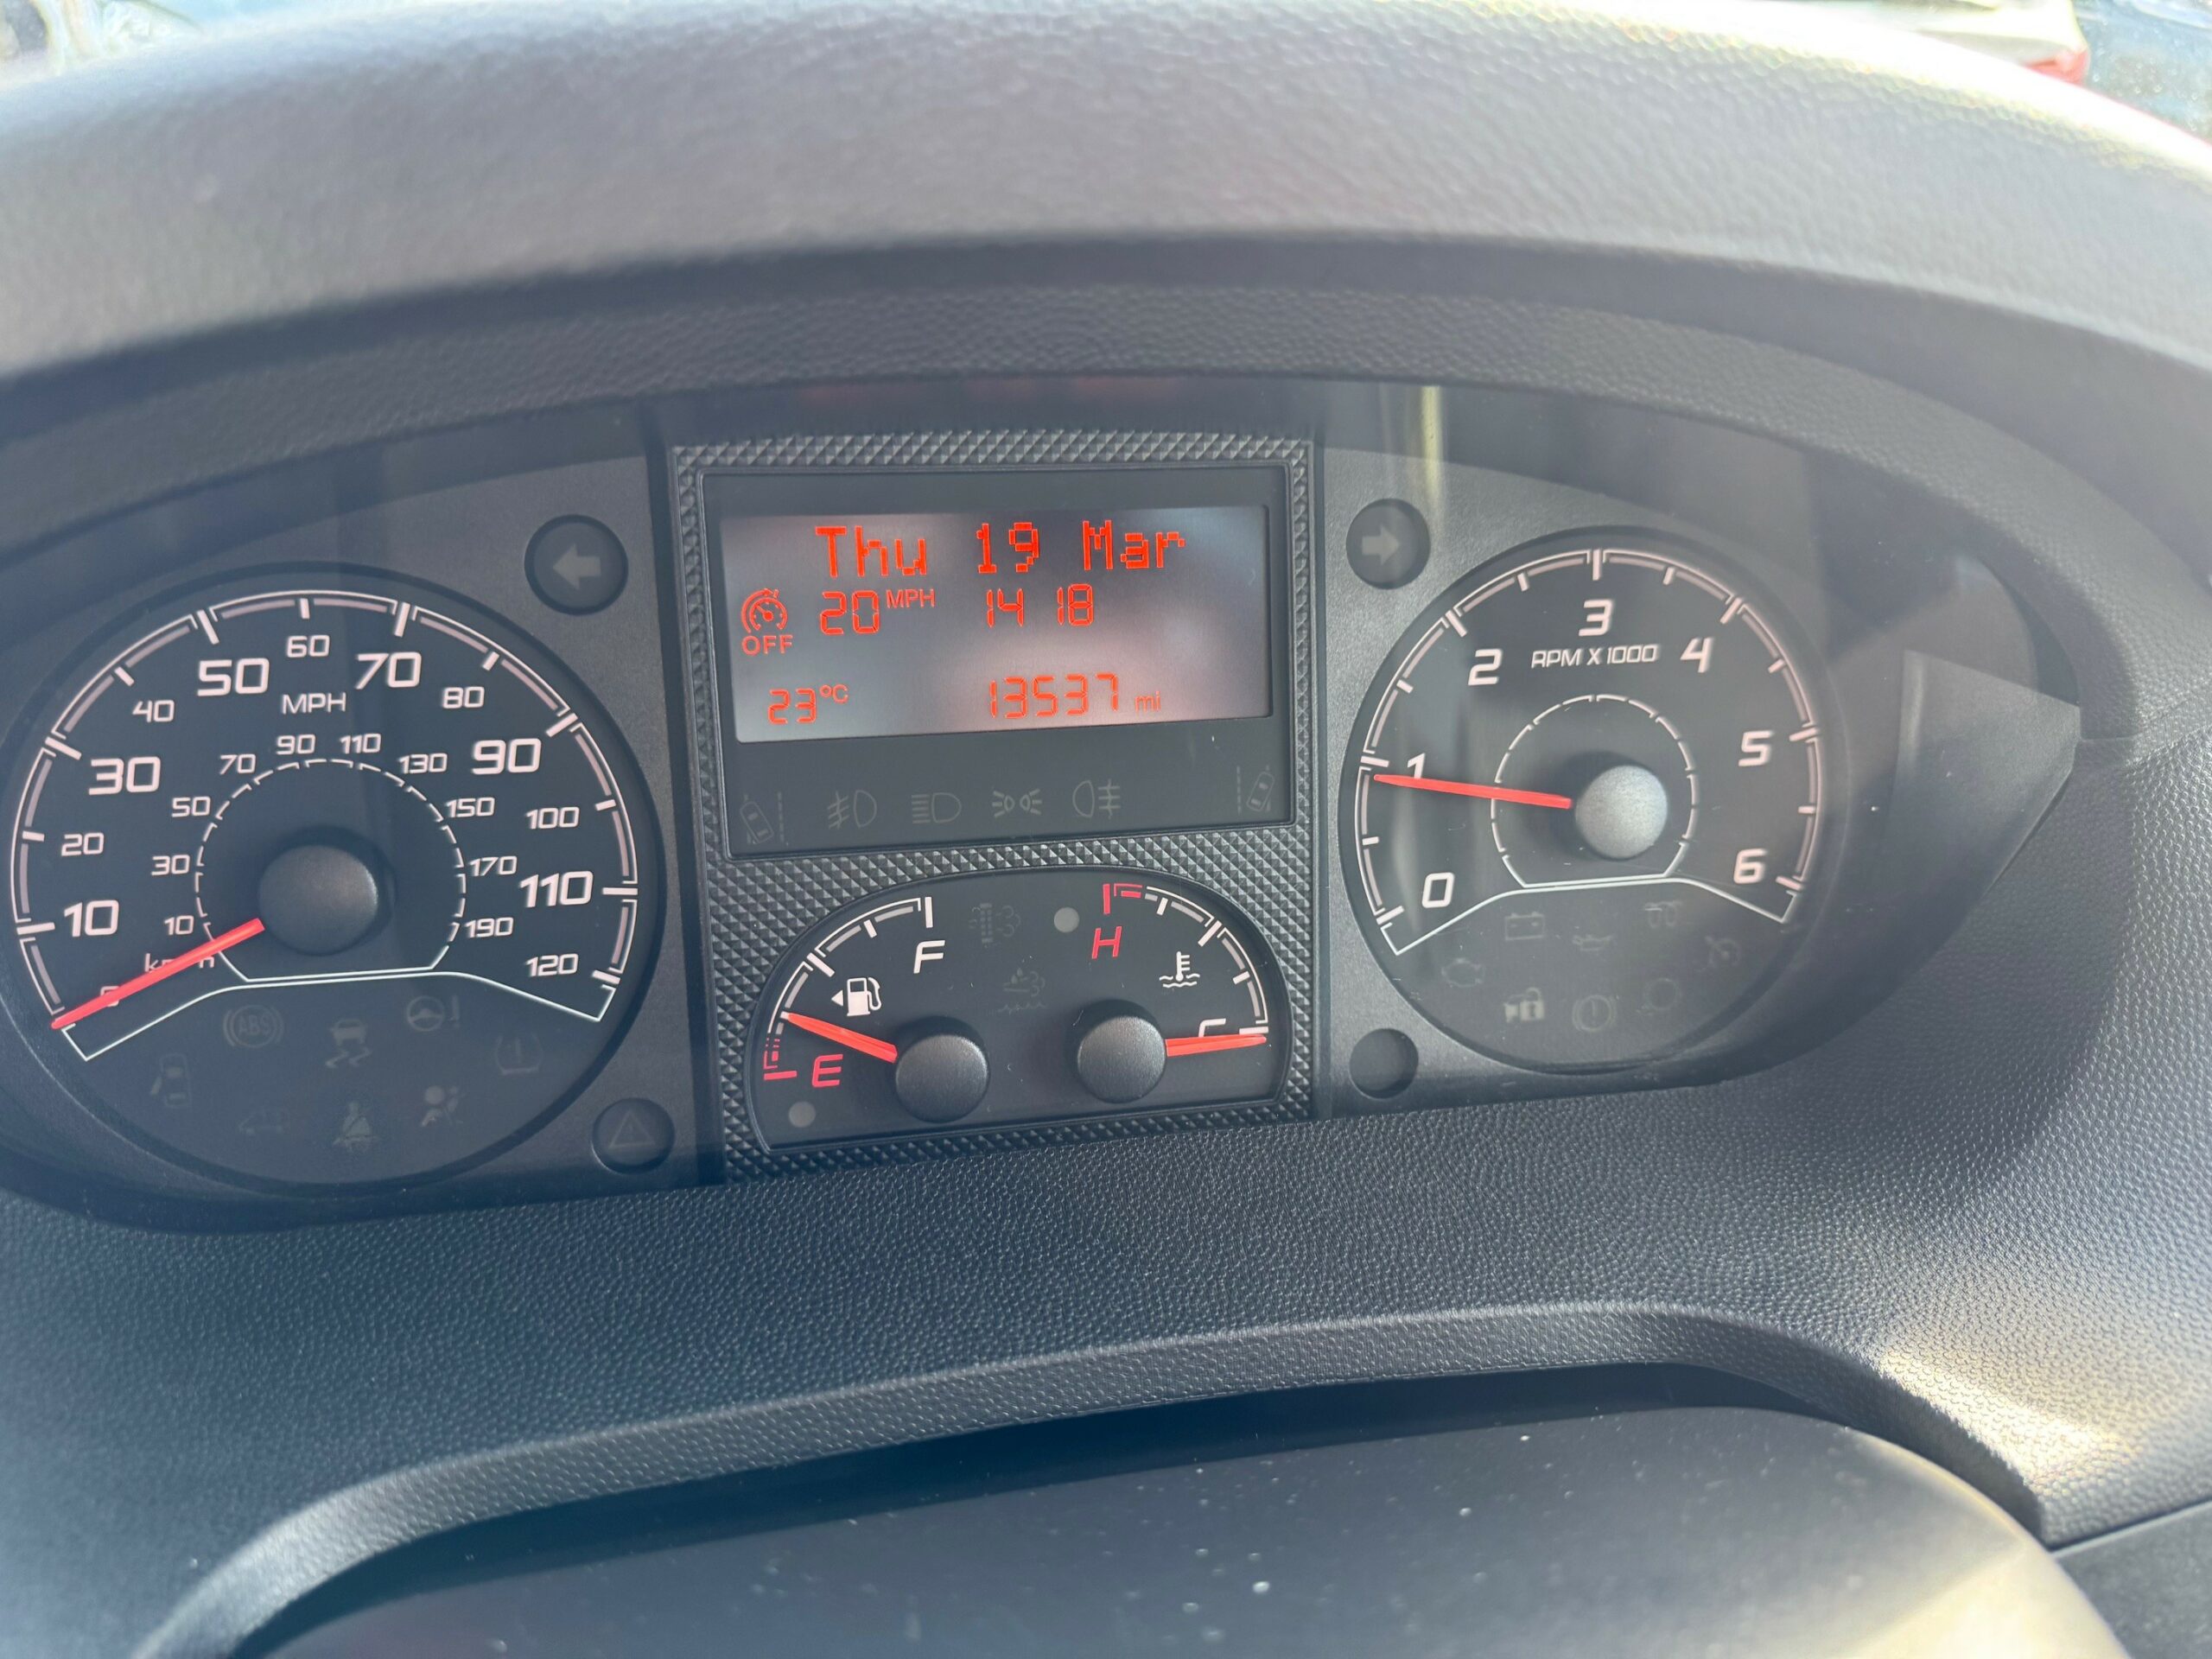 Thu 19 Mar
OFF 20 MPH 14 18
23°C 13537 mi
10 20 30 40 50 60 70 80 90 100 110 120
MPH
10 30 50 70 90 110 130 150 170 190
0 1 2 3 4 5 6
RPM X 1000
F
E
H
ABS